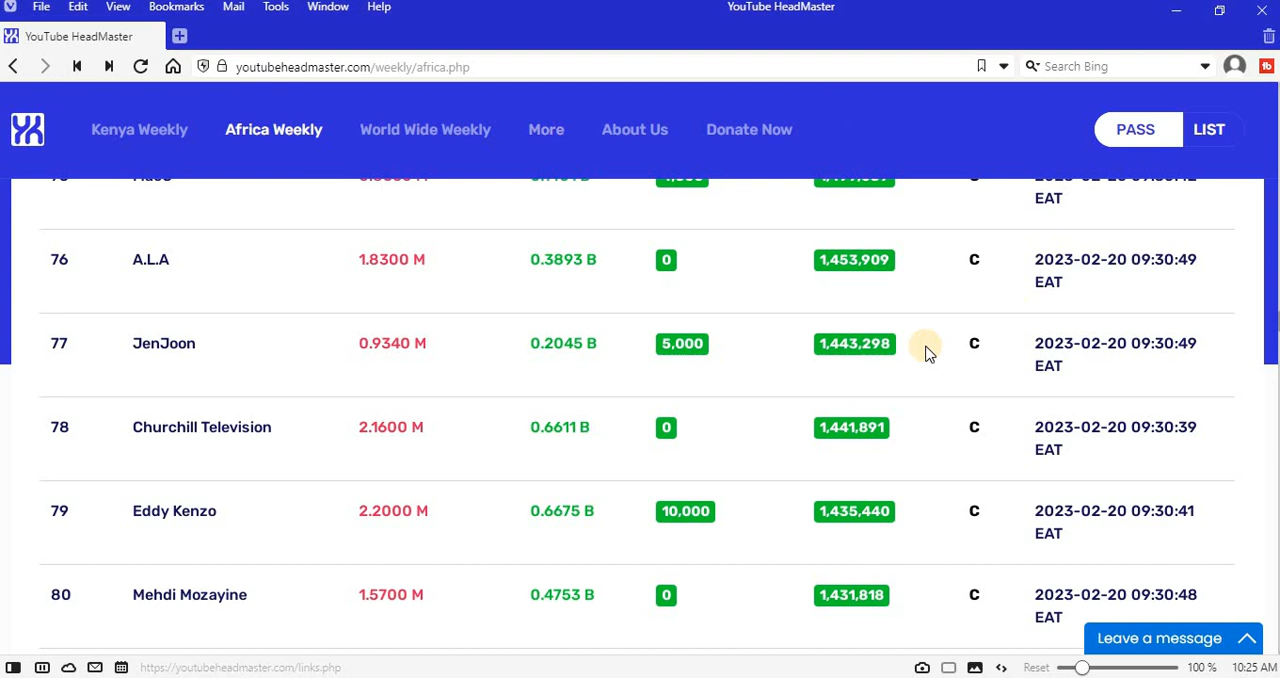 File Edit View Bookmarks Mail Tools Window Help YouTube HeadMaster
YouTube HeadMaster
youtubeheadmaster.com/weekly/africa.php Search Bing
Kenya Weekly Africa Weekly World Wide Weekly More About Us Donate Now PASS LIST
EAT
76 A.L.A 1.8300 M 0.3893 B 0 1,453,909 C 2023-02-20 09:30:49
EAT
77 JenJoon 0.9340 M 0.2045 B 5,000 1,443,298 C 2023-02-20 09:30:49
EAT
78 Churchill Television 2.1600 M 0.6611 B 0 1,441,891 C 2023-02-20 09:30:39
EAT
79 Eddy Kenzo 2.2000 M 0.6675 B 10,000 1,435,440 C 2023-02-20 09:30:41
EAT
80 Mehdi Mozayine 1.5700 M 0.4753 B 0 1,431,818 C 2023-02-20 09:30:48
EAT
Leave a message
https://youtubeheadmaster.com/links.php Reset 100 % 10:25 AM